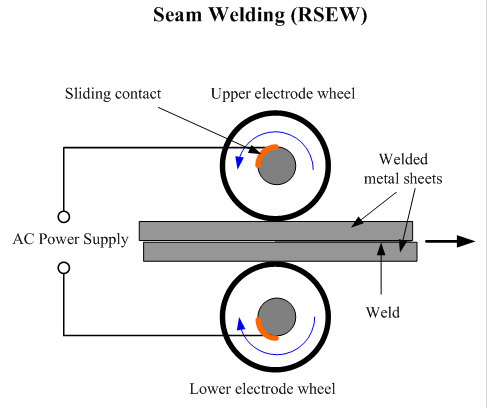 Seam Welding (RSEW)
Sliding contact
Upper electrode wheel
Welded
metal sheets
AC Power Supply
Weld
Lower electrode wheel